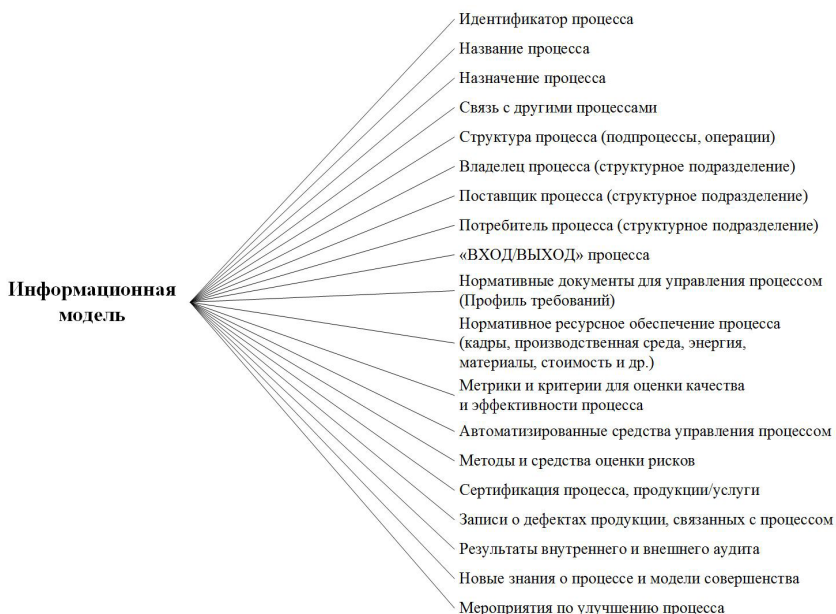 Идентификатор процесса
Название процесса
Назначение процесса
Связь с другими процессами
Структура процесса (подпроцессы, операции)
Владелец процесса (структурное подразделение)
Поставщик процесса (структурное подразделение)
Потребитель процесса (структурное подразделение)
«ВХОД/ВЫХОД» процесса
Информационная
модель
Нормативные документы для управления процессом
(Профиль требований)
Нормативное ресурсное обеспечение процесса
(кадры, производственная среда, энергия,
материалы, стоимость и др.)
Метрики и критерии для оценки качества
и эффективности процесса
Автоматизированные средства управления процессом
Методы и средства оценки рисков
Сертификация процесса, продукции/услуги
Записи о дефектах продукции, связанных с процессом
Результаты внутреннего и внешнего аудита
Новые знания о процессе и модели совершенства
Мероприятия по улучшению процесса